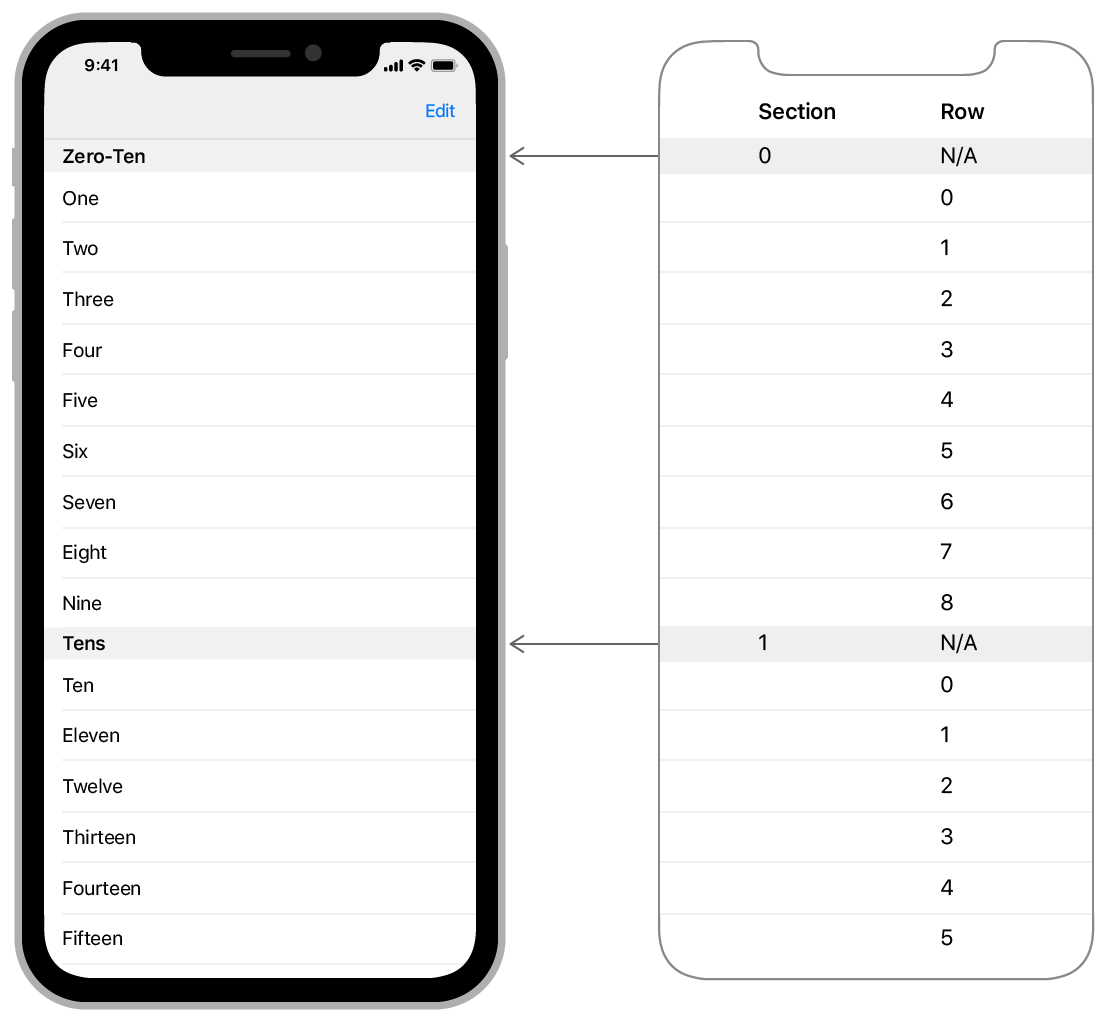 9:41
Edit
Zero-Ten
One
Two
Three
Four
Five
Six
Seven
Eight
Nine
Tens
Ten
Eleven
Twelve
Thirteen
Fourteen
Fifteen
Section Row
0 N/A
0
1
2
3
4
5
6
7
8
1 N/A
0
1
2
3
4
5